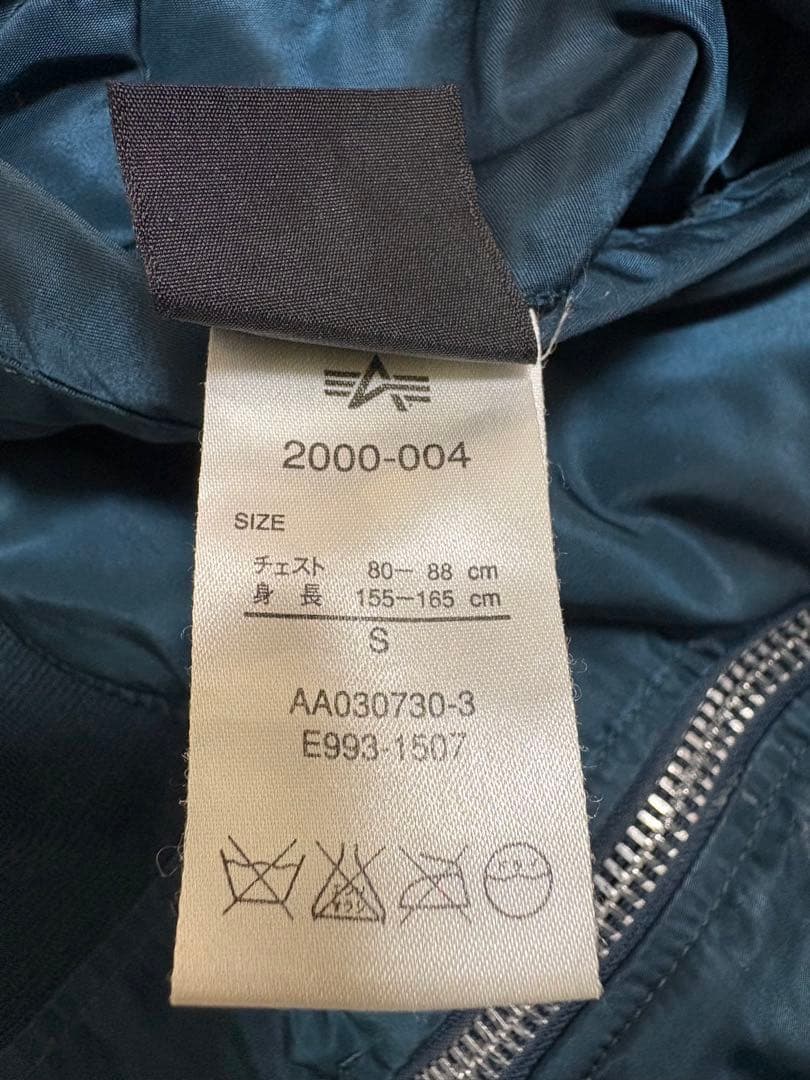 2000-004
SIZE
チェスト 80－ 88 cm
身 長 155－165 cm
S
AA030730-3
E993-1507